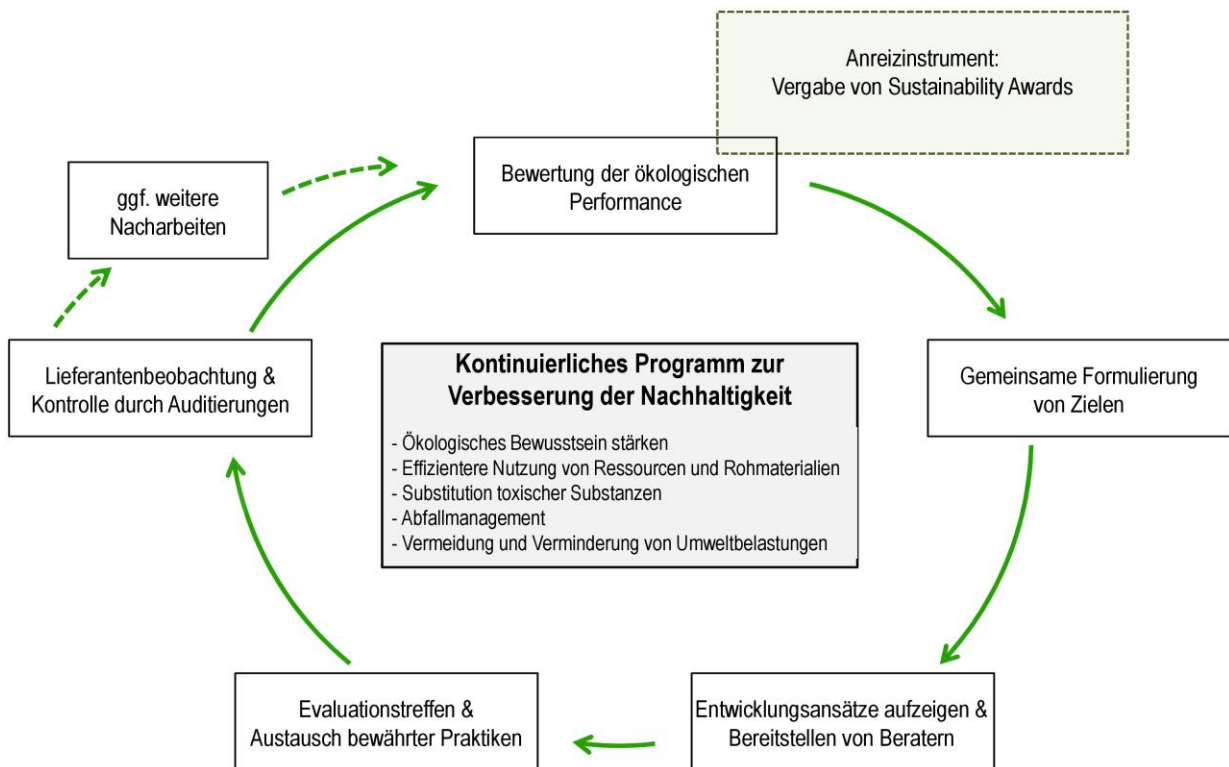 Anreizinstrument:
Vergabe von Sustainability Awards
Bewertung der ökologischen
Performance
ggf. weitere
Nacharbeiten
Lieferantenbeobachtung &
Kontrolle durch Auditierungen
Kontinuierliches Programm zur
Verbesserung der Nachhaltigkeit
- Ökologisches Bewusstsein stärken
- Effizientere Nutzung von Ressourcen und Rohmaterialien
- Substitution toxischer Substanzen
- Abfallmanagement
- Vermeidung und Verminderung von Umweltbelastungen
Gemeinsame Formulierung
von Zielen
Evaluationstreffen &
Austausch bewährter Praktiken
Entwicklungsansätze aufzeigen &
Bereitstellen von Beratern